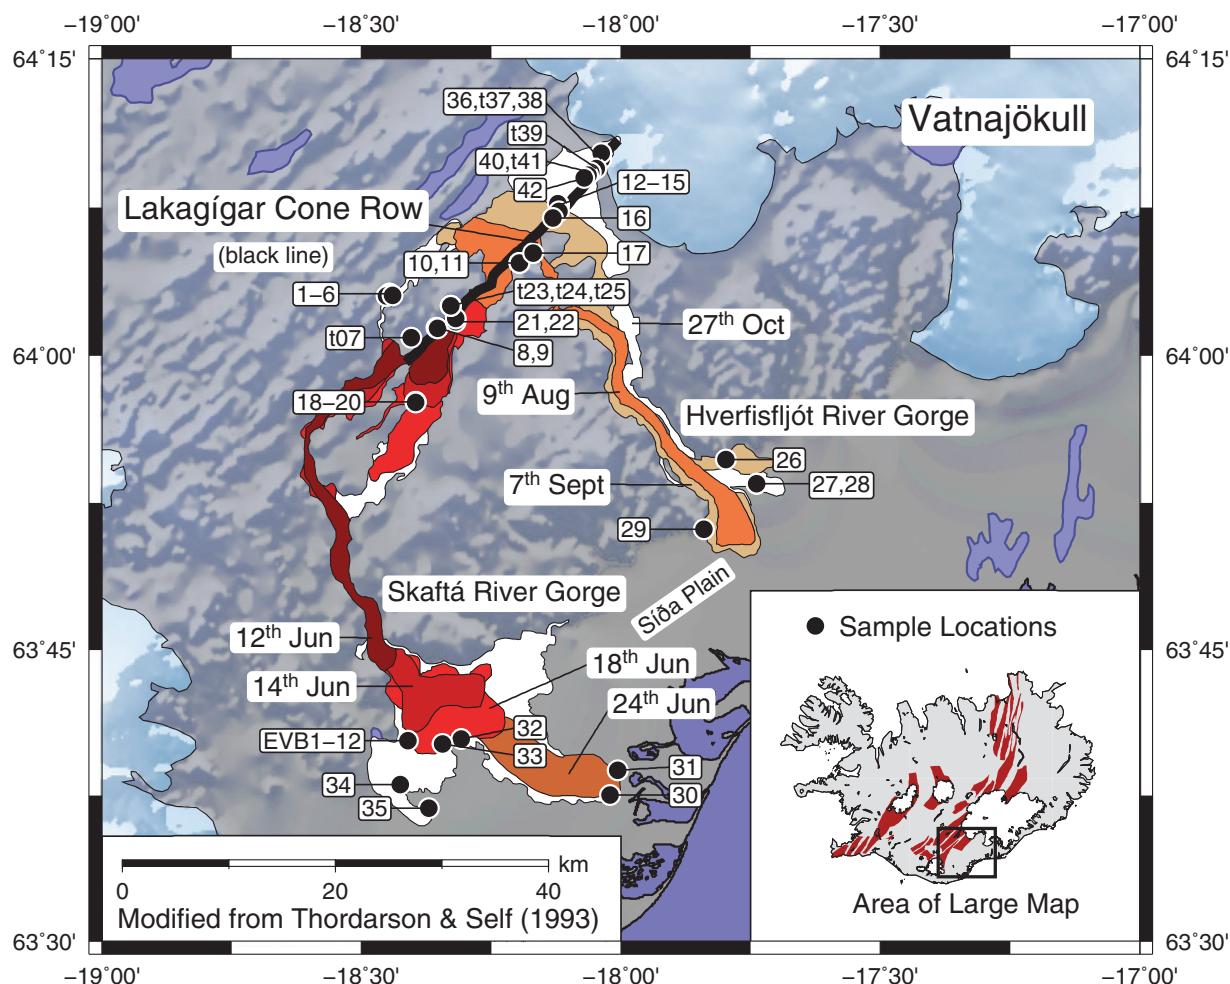 −19˚00'
−18˚30'
−18˚00'
−17˚30'
−17˚00'
64˚15'
64˚15'
36,t37,38
Vatnajökull
t39
40,t41
12−15
42
Lakagígar Cone Row
16
(black line)
17
10,11
1−6
t23,t24,t25
21,22
27th Oct
t07
8,9
64˚00'
64˚00'
9th Aug
18−20
Hverfisfljót River Gorge
26
7th Sept
27,28
29
Skaftá River Gorge
Síða Plain
12th Jun
63˚45'
63˚45'
18th Jun
14th Jun
24th Jun
EVB1−12
32
33
31
34
30
35
Sample Locations
Area of Large Map
km
0
20
40
Modified from Thordarson & Self (1993)
63˚30'
63˚30'
−19˚00'
−18˚30'
−18˚00'
−17˚30'
−17˚00'